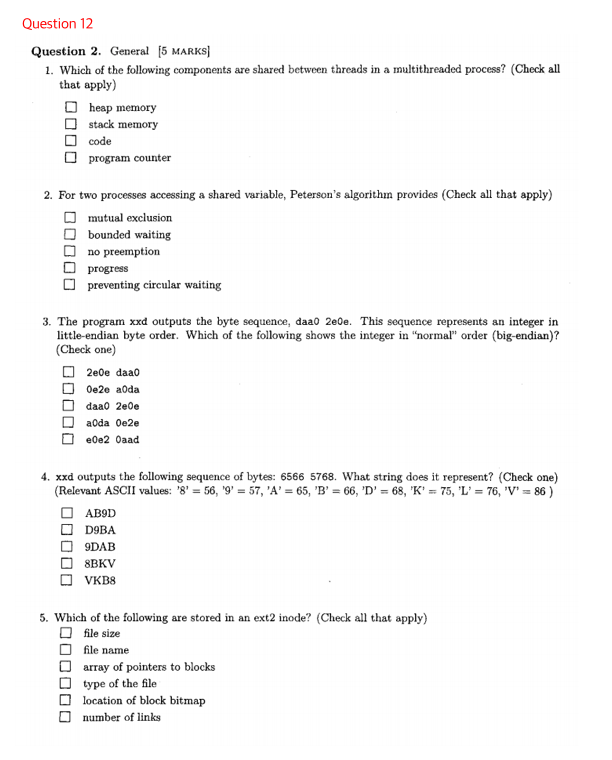 Question 12
Question 2. General [5 MARKS]
1. Which of the following components are shared between threads in a multithreaded process? (Check all
that apply)
heap memory
stack memory
code
program counter
2. For two processes accessing a shared variable, Peterson's algorithm provides (Check all that apply)
mutual exclusion
bounded waiting
no preemption
progress
preventing circular waiting
3. The program xxd outputs the byte sequence, daa0 2e0e. This sequence represents an integer in
little-endian byte order. Which of the following shows the integer in "normal" order (big-endian)?
(Check one)
2e0e daa0
0e2e a0da
daa0 2e0e
a0da 0e2e
e0e2 0aad
4. xxd outputs the following sequence of bytes: 6566 5768. What string does it represent? (Check one)
(Relevant ASCII values: '8' = 56, '9' = 57, 'A' = 65, 'B' = 66, 'D' = 68, 'K' = 75, 'L' = 76, 'V' = 86 )
AB9D
D9BA
9DAB
8BKV
VKB8
5. Which of the following are stored in an ext2 inode? (Check all that apply)
file size
file name
array of pointers to blocks
type of the file
location of block bitmap
number of links